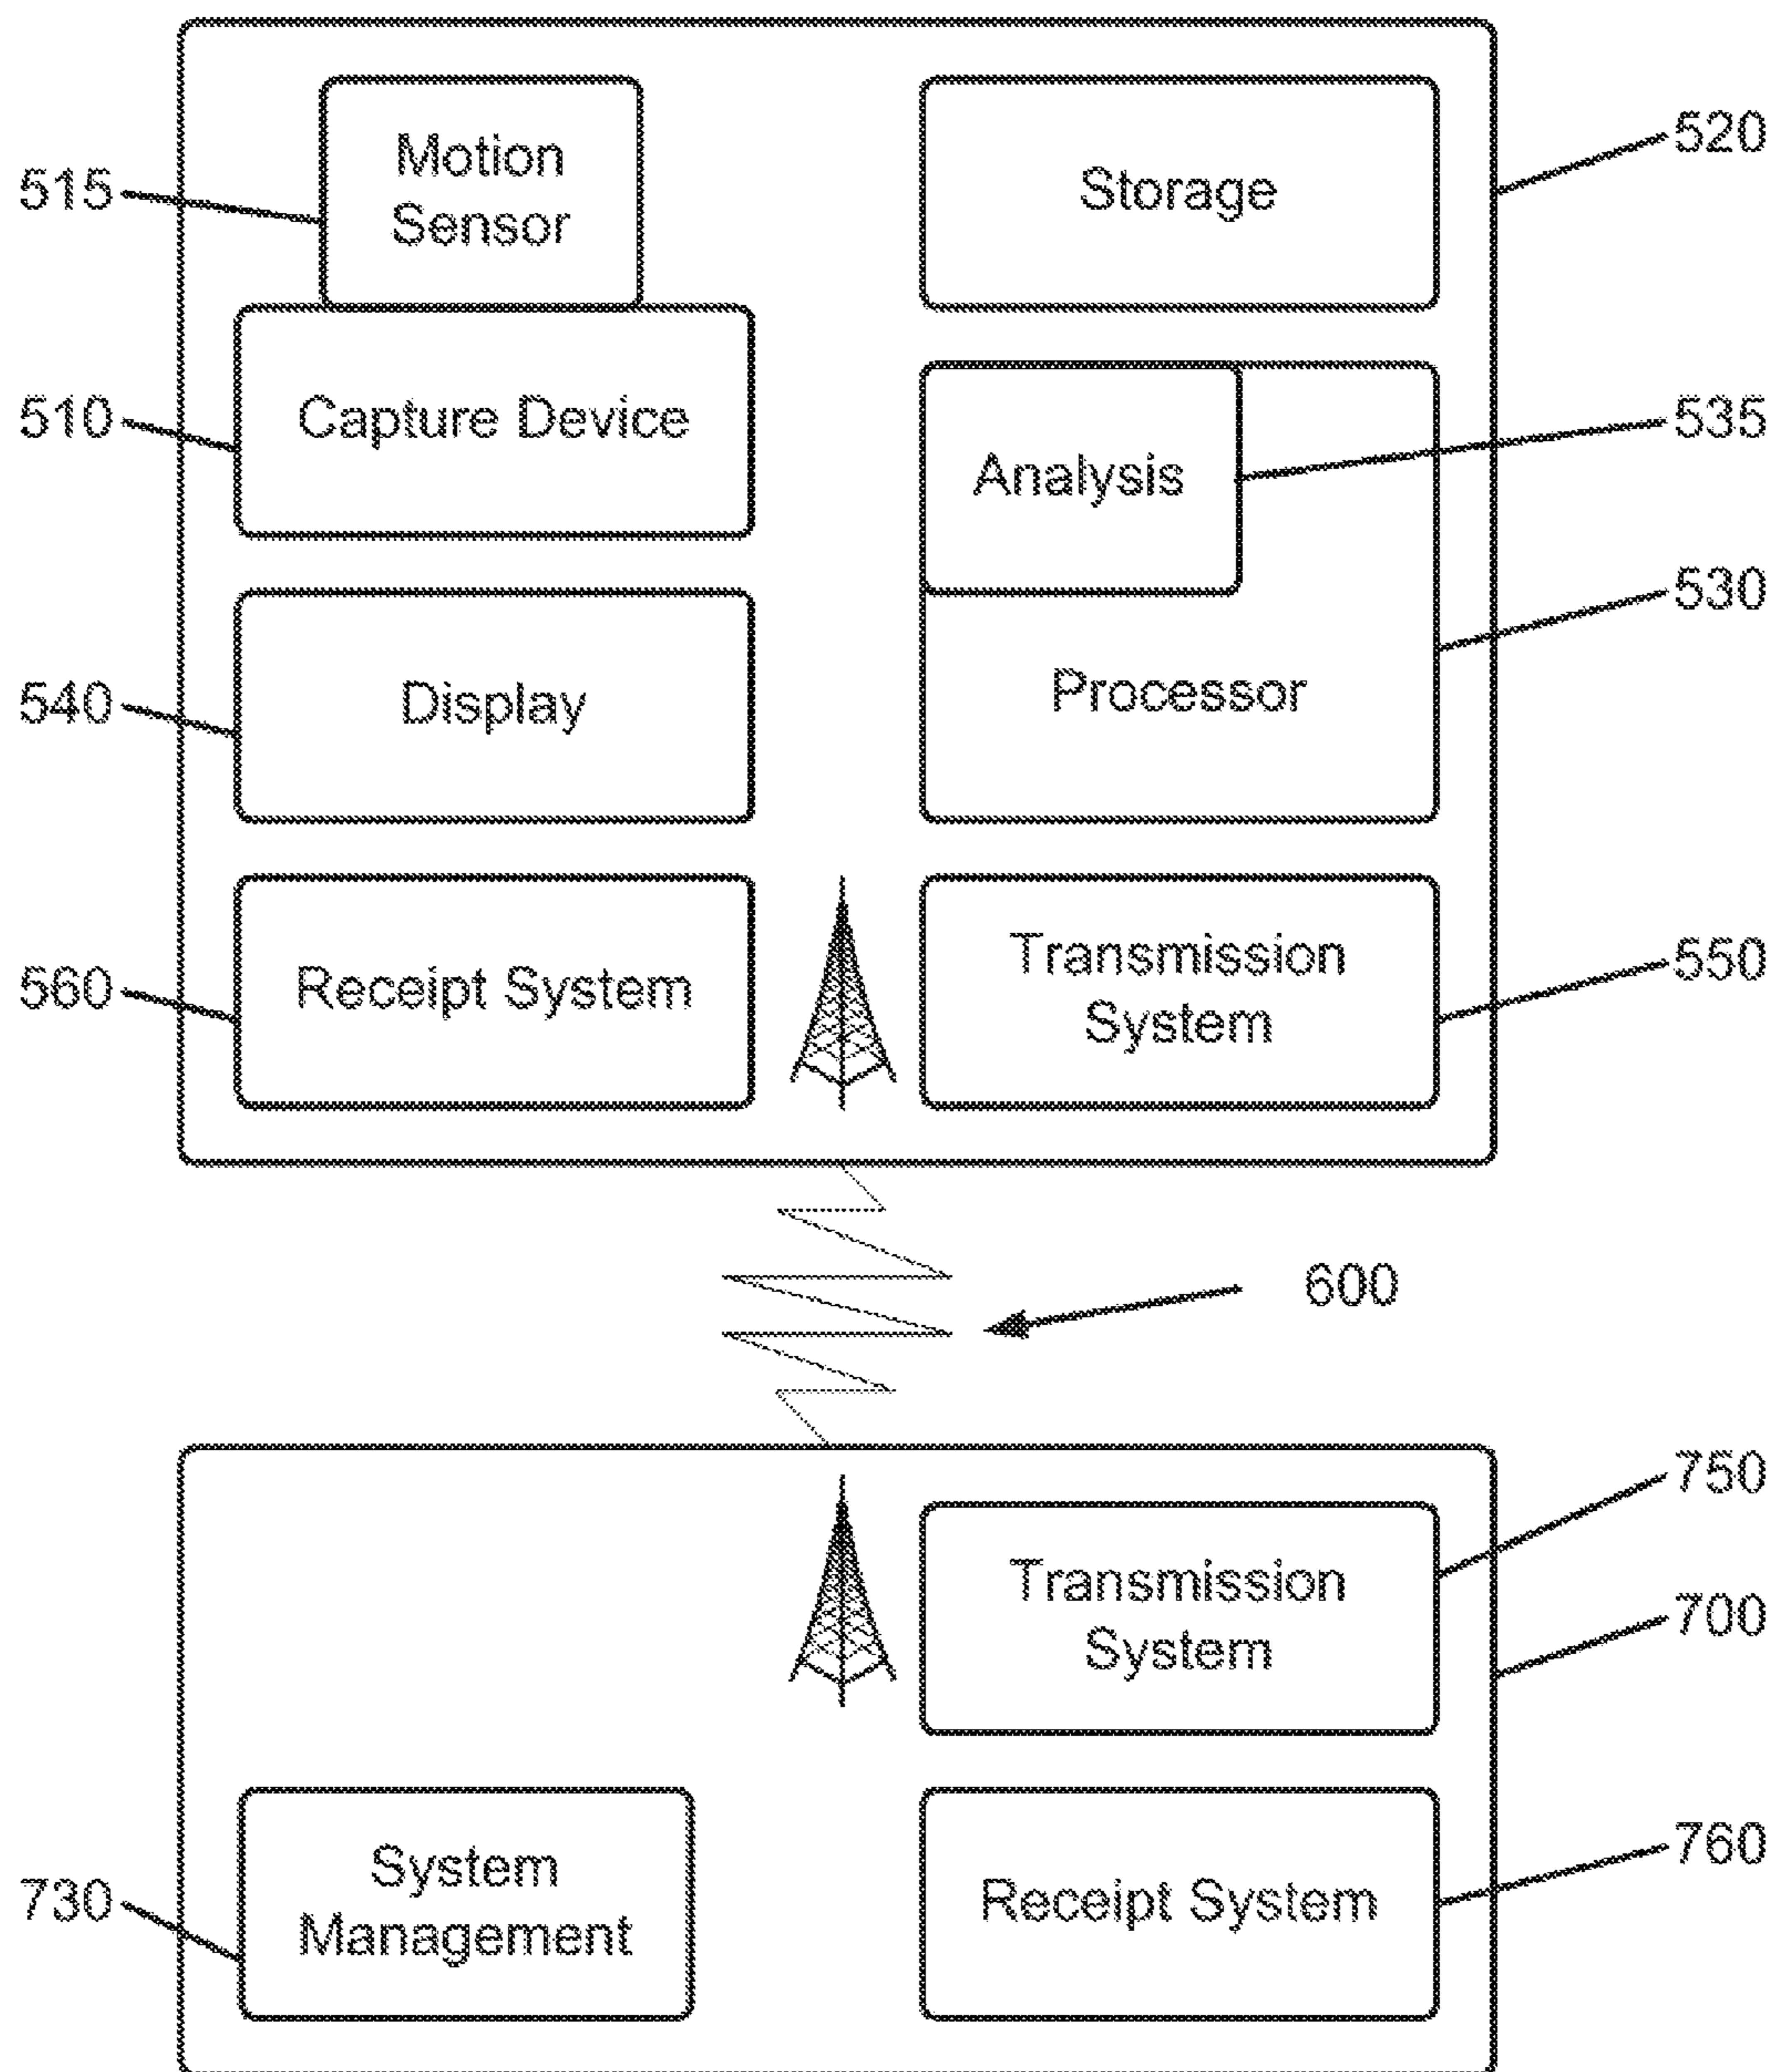 Motion
Sensor
Storage
520
515
Capture Device
510
535
Analysis
530
Display
Processor
540
Receipt System
Transmission
System
550
560
600
750
Transmission
System
700
System
Management
730
Receipt System
760